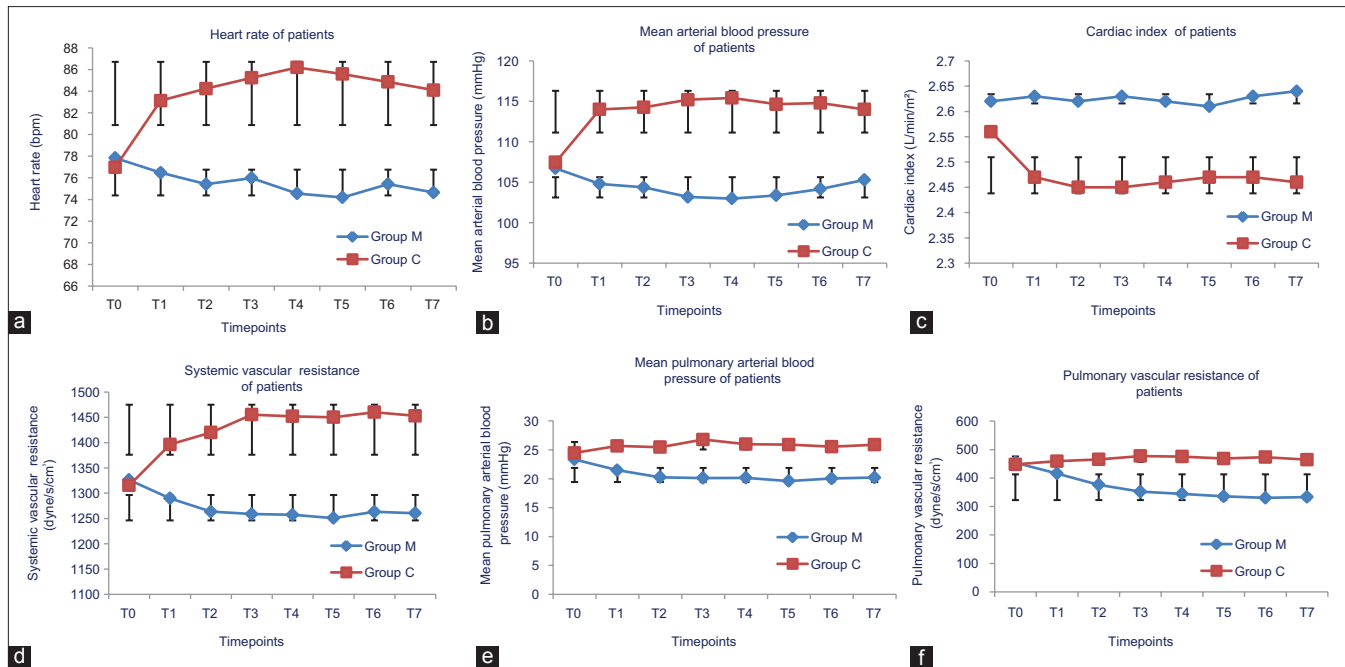 Heart rate of patients
88
86
84
82
80
78
76
74
72
70
68
66
Heart rate (bpm)
T0 T1 T2 T3 T4 T5 T6 T7
Timepoints
Group M
Group C
a
Mean arterial blood pressure
of patients
120
115
110
105
100
95
Mean arterial blood pressure (mmHg)
T0 T1 T2 T3 T4 T5 T6 T7
Timepoints
Group M
Group C
b
Cardiac index of patients
2.7
2.65
2.6
2.55
2.5
2.45
2.4
2.35
2.3
Cardiac index (L/min/m²)
T0 T1 T2 T3 T4 T5 T6 T7
Timepoints
Group M
Group C
c
Systemic vascular resistance
of patients
1500
1450
1400
1350
1300
1250
1200
1150
1100
Systemic vascular resistance
(dyne/s/cm⁵)
T0 T1 T2 T3 T4 T5 T6 T7
Timepoints
Group M
Group C
d
Mean pulmonary arterial blood
pressure of patients
35
30
25
20
15
10
5
0
Mean pulmonary arterial blood
pressure (mmHg)
T0 T1 T2 T3 T4 T5 T6 T7
Timepoints
Group M
Group C
e
Pulmonary vascular resistance of
patients
600
500
400
300
200
100
0
Pulmonary vascular resistance
(dyne/s/cm⁵)
T0 T1 T2 T3 T4 T5 T6 T7
Timepoints
Group M
Group C
f